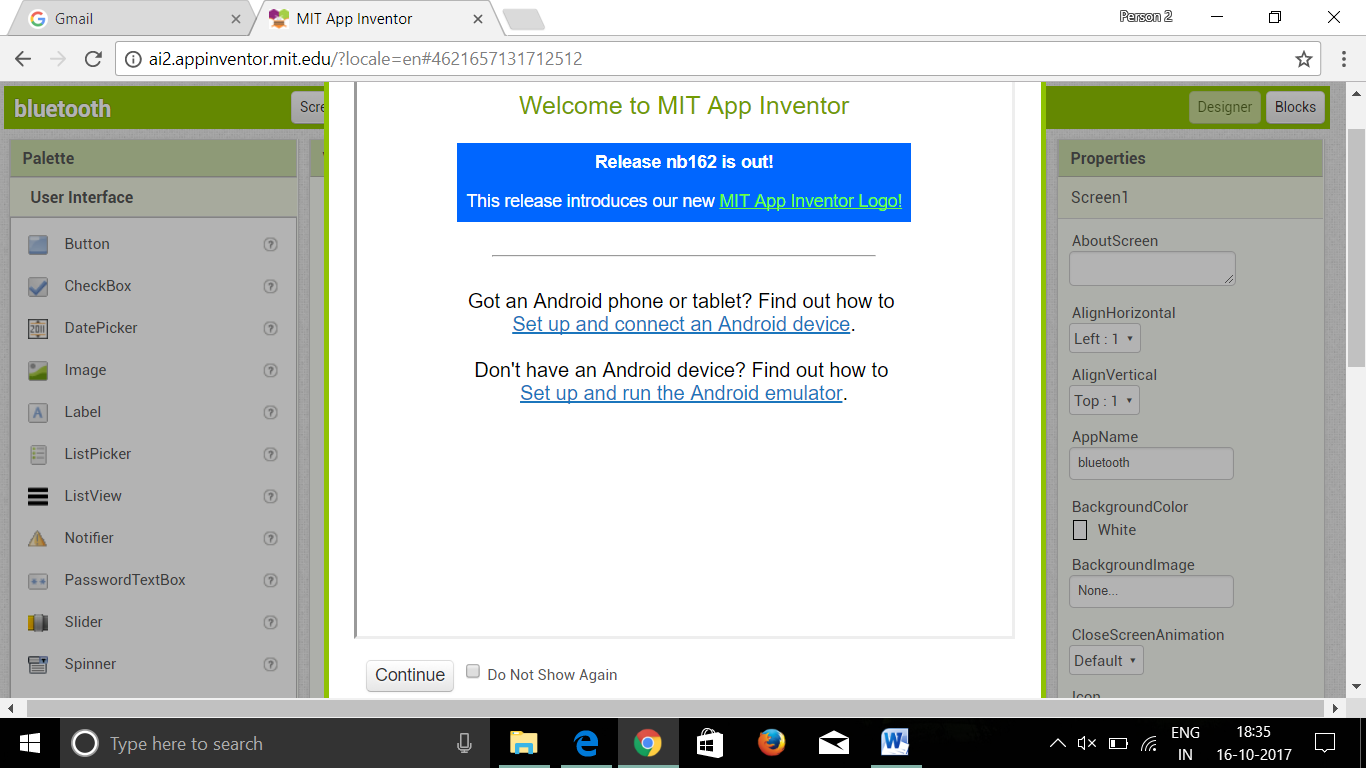 Gmail
MIT App Inventor
Person 2
ai2.appinventor.mit.edu/?locale=en#4621657131712512
bluetooth
Scre
Designer
Blocks
Palette
User Interface
Button
CheckBox
DatePicker
Image
Label
ListPicker
ListView
Notifier
PasswordTextBox
Slider
Spinner
Welcome to MIT App Inventor
Release nb162 is out!
This release introduces our new MIT App Inventor Logo!
Got an Android phone or tablet? Find out how to
Set up and connect an Android device.
Don't have an Android device? Find out how to
Set up and run the Android emulator.
Continue
Do Not Show Again
Properties
Screen1
AboutScreen
AlignHorizontal
Left : 1
AlignVertical
Top : 1
AppName
bluetooth
BackgroundColor
White
BackgroundImage
None...
CloseScreenAnimation
Default
Icon
Type here to search
ENG
IN
18:35
16-10-2017